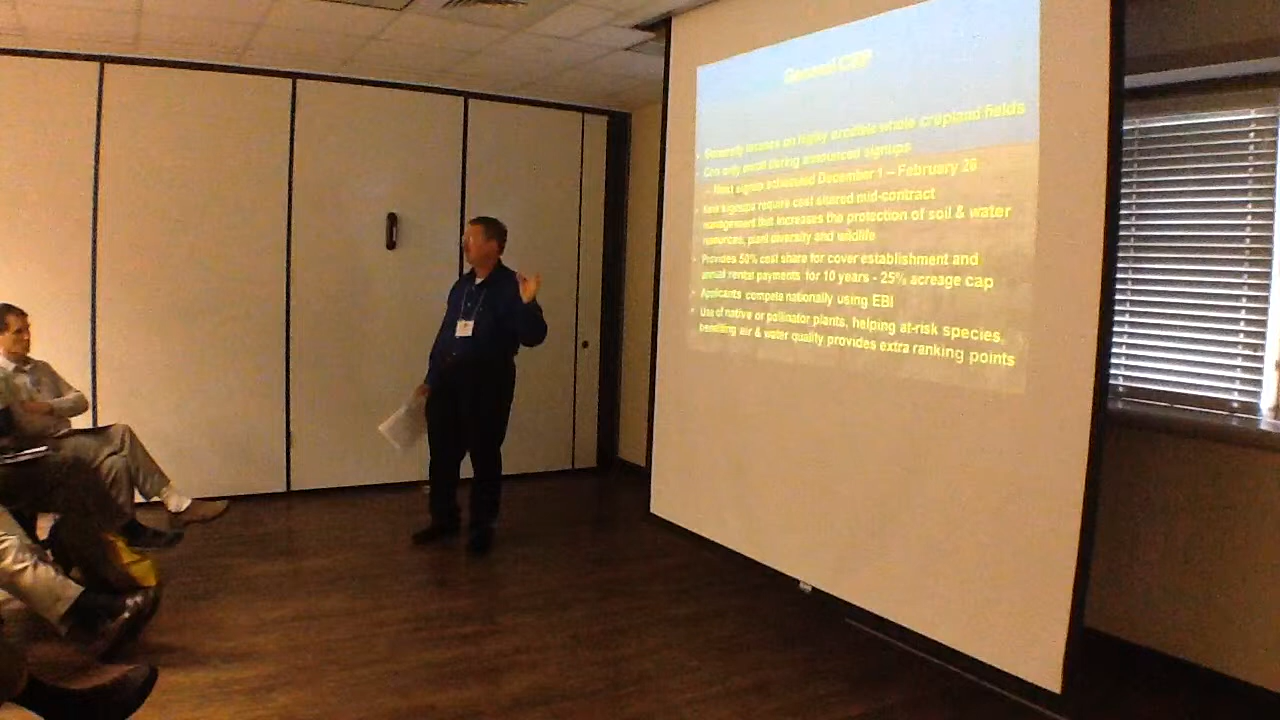 General CRP
Generally focuses on highly erodible whole cropland fields
Can only enroll during announced signups
– Next signup scheduled December 1 – February 26
New signups require cost shared mid-contract
management that increases the protection of soil & water
resources, plant diversity and wildlife
Provides 50% cost share for cover establishment and
annual rental payments for 10 years - 25% acreage cap
Applicants compete nationally using EBI
Use of native or pollinator plants, helping at-risk species,
benefiting air & water quality provides extra ranking points